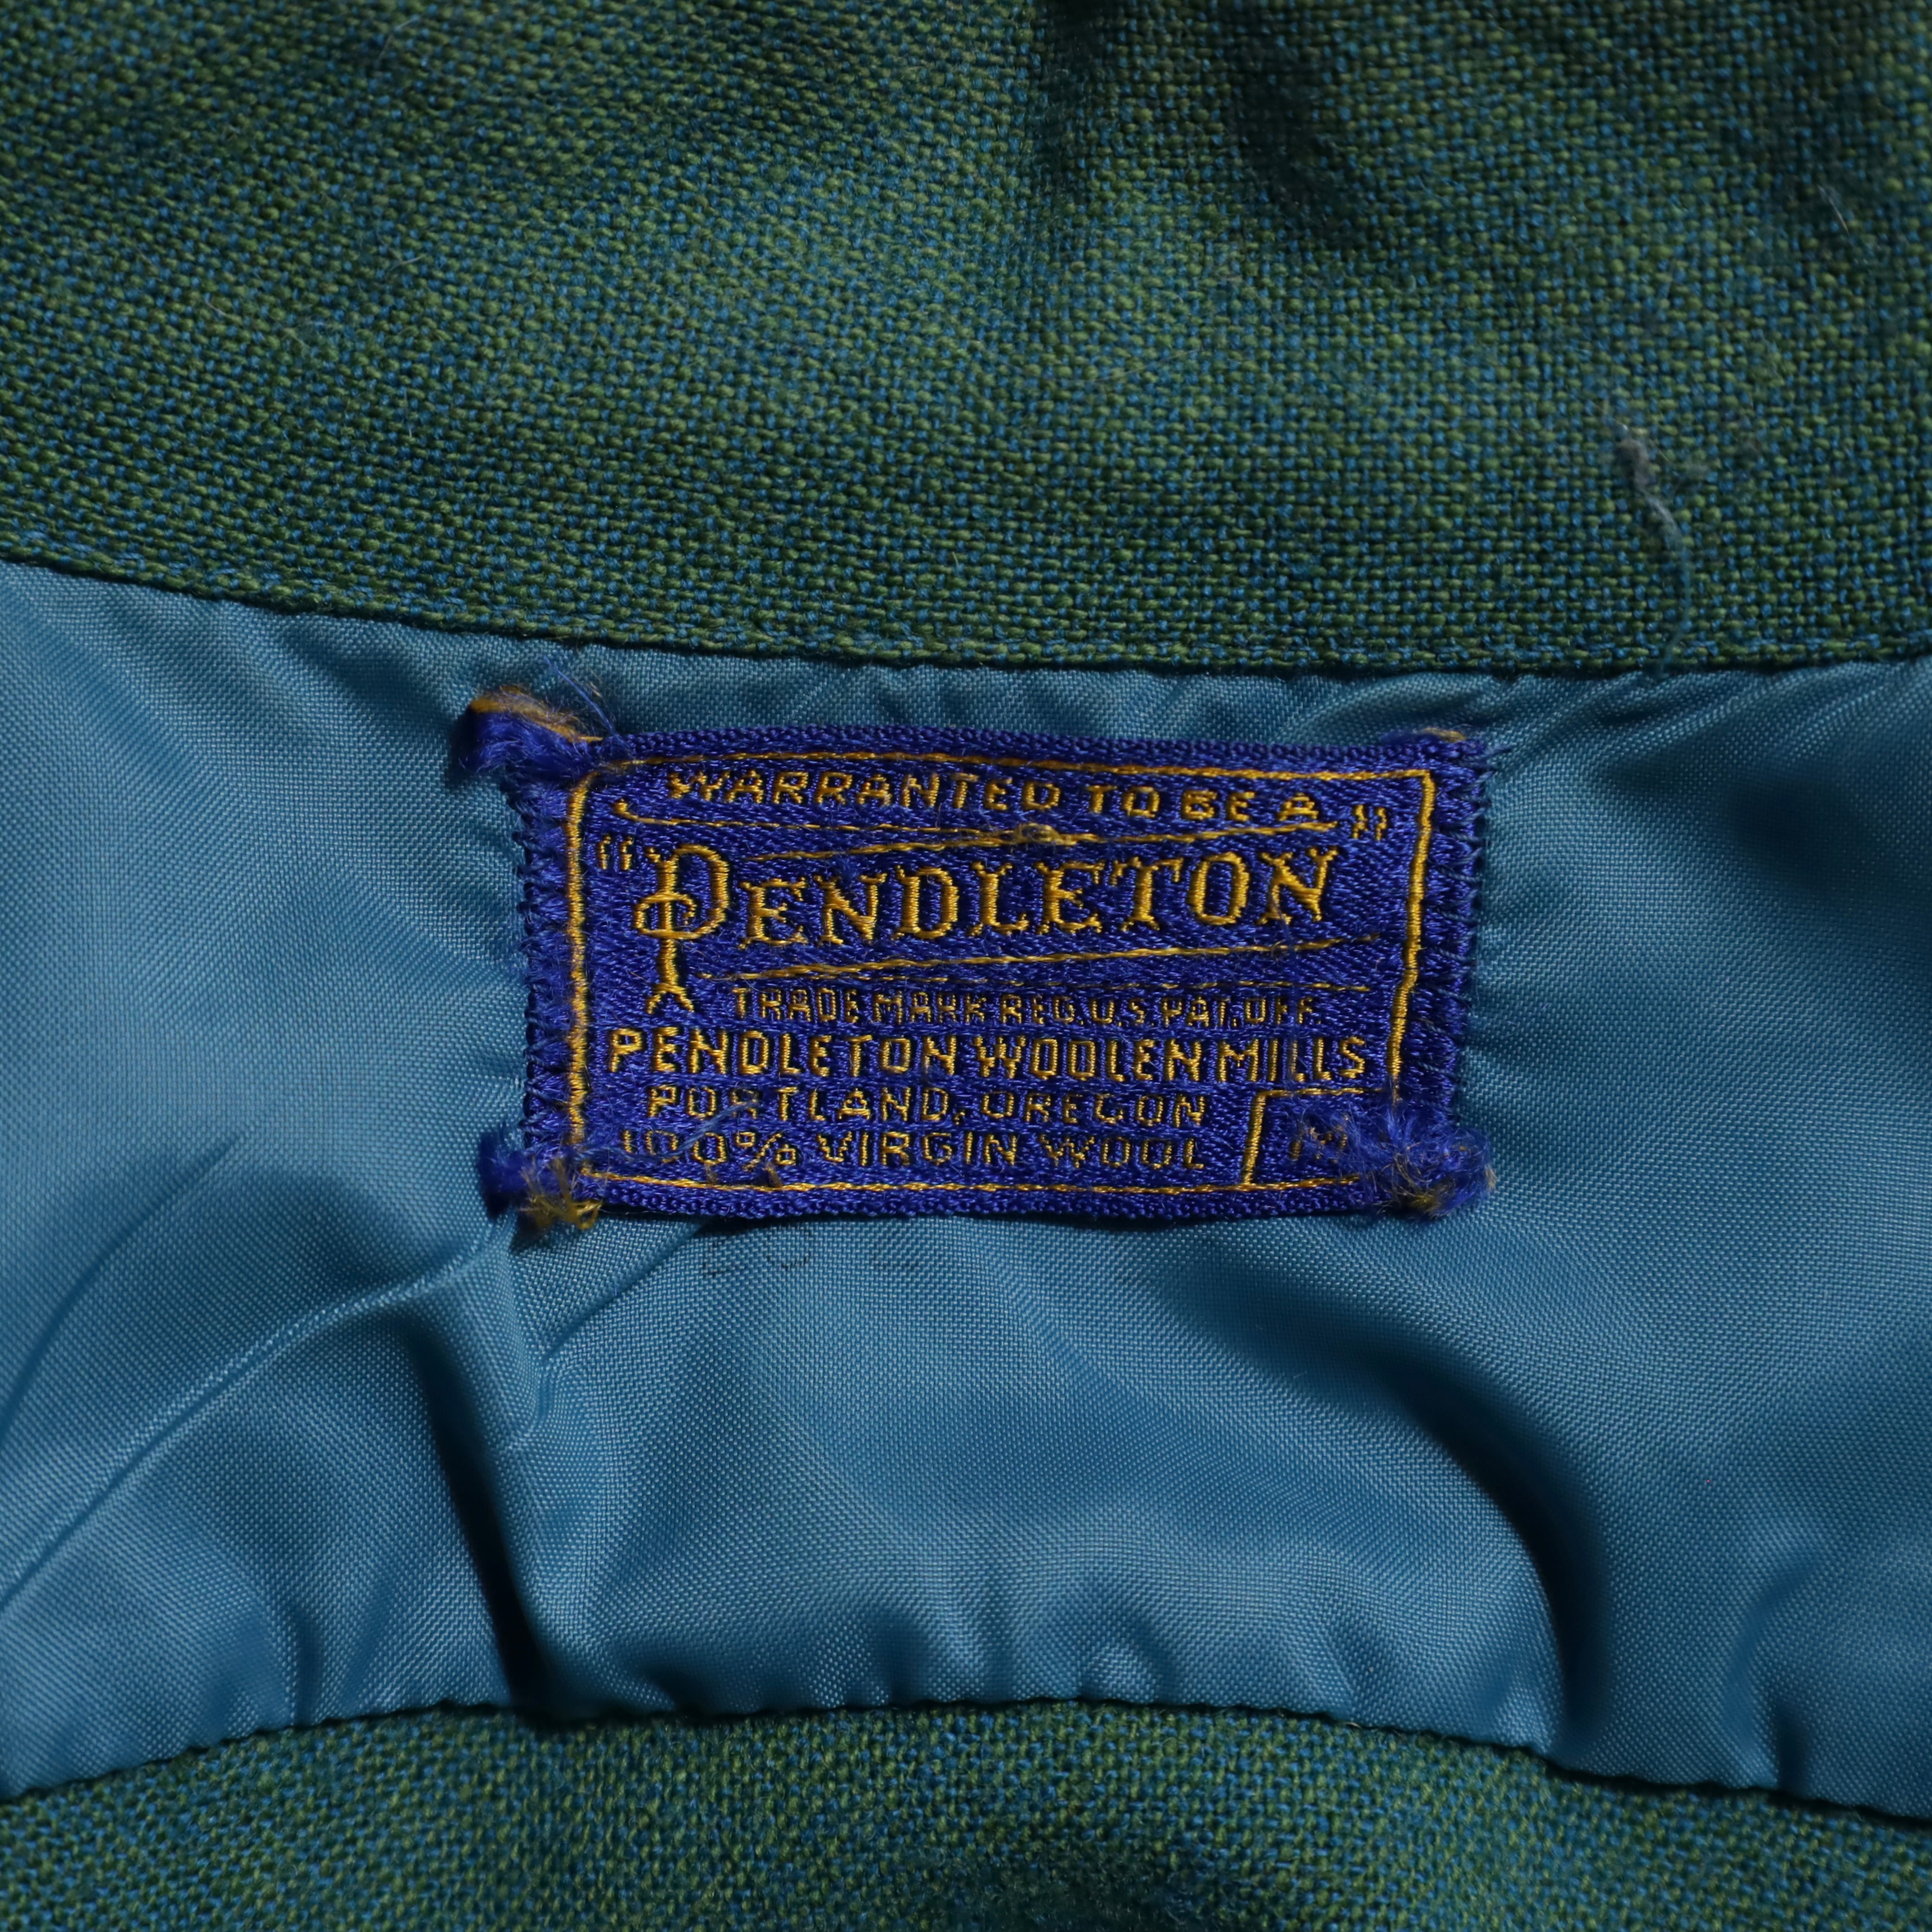 WARRANTED TO BE A
"PENDLETON"
TRADE MARK REG. U.S. PAT. OFF.
PENDLETON WOOLEN MILLS
PORTLAND, OREGON
100% VIRGIN WOOL
M